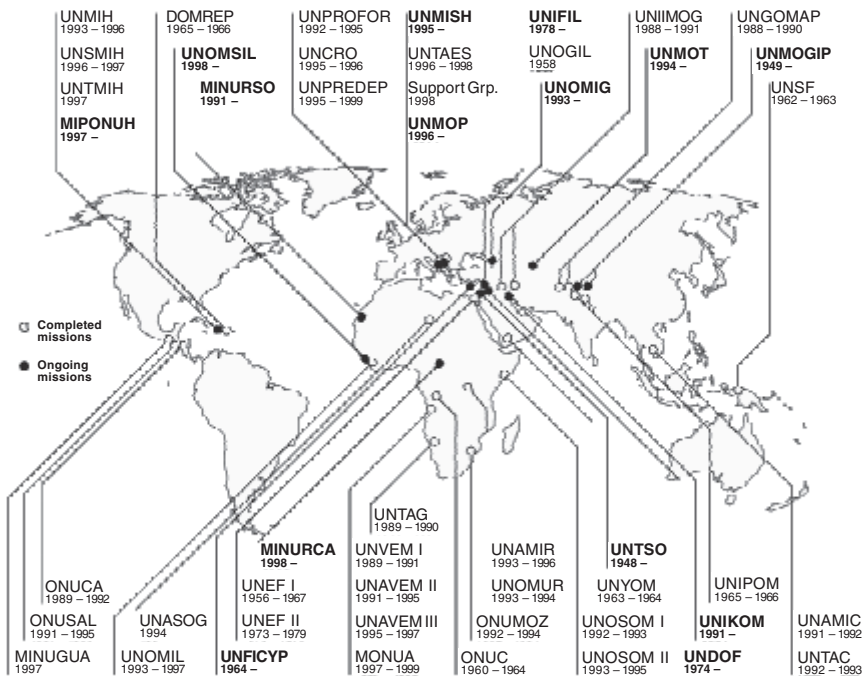 UNMIH
1993 – 1996
UNSMIH
1996 – 1997
UNTMIH
1997
MIPONUH
1997 –
DOMREP
1965 – 1966
UNOMSIL
1998 –
MINURSO
1991 –
UNPROFOR
1992 – 1995
UNCRO
1995 – 1996
UNPREDEP
1995 – 1999
UNMISH
1995 –
UNTAES
1996 – 1998
Support Grp.
1998
UNMOP
1996 –
UNIFIL
1978 –
UNOGIL
1958
UNOMIG
1993 –
UNIIMOG
1988 – 1991
UNMOT
1994 –
UNGOMAP
1988 – 1990
UNMOGIP
1949 –
UNSF
1962 – 1963
Completed
missions
Ongoing
missions
ONUCA
1989 – 1992
ONUSAL
1991 – 1995
MINUGUA
1997
UNASOG
1994
UNOMIL
1993 – 1997
MINURCA
1998 –
UNEF I
1956 – 1967
UNEF II
1973 – 1979
UNFICYP
1964 –
UNTAG
1989 – 1990
UNVEM I
1989 – 1991
UNAVEM II
1991 – 1995
UNAVEM III
1995 – 1997
MONUA
1997 – 1999
UNAMIR
1993 – 1996
UNOMUR
1993 – 1994
ONUMOZ
1992 – 1994
ONUC
1960 – 1964
UNTSO
1948 –
UNYOM
1963 – 1964
UNOSOM I
1992 – 1993
UNOSOM II
1993 – 1995
UNIPOM
1965 – 1966
UNIKOM
1991 –
UNDOF
1974 –
UNAMIC
1991 – 1992
UNTAC
1992 – 1993